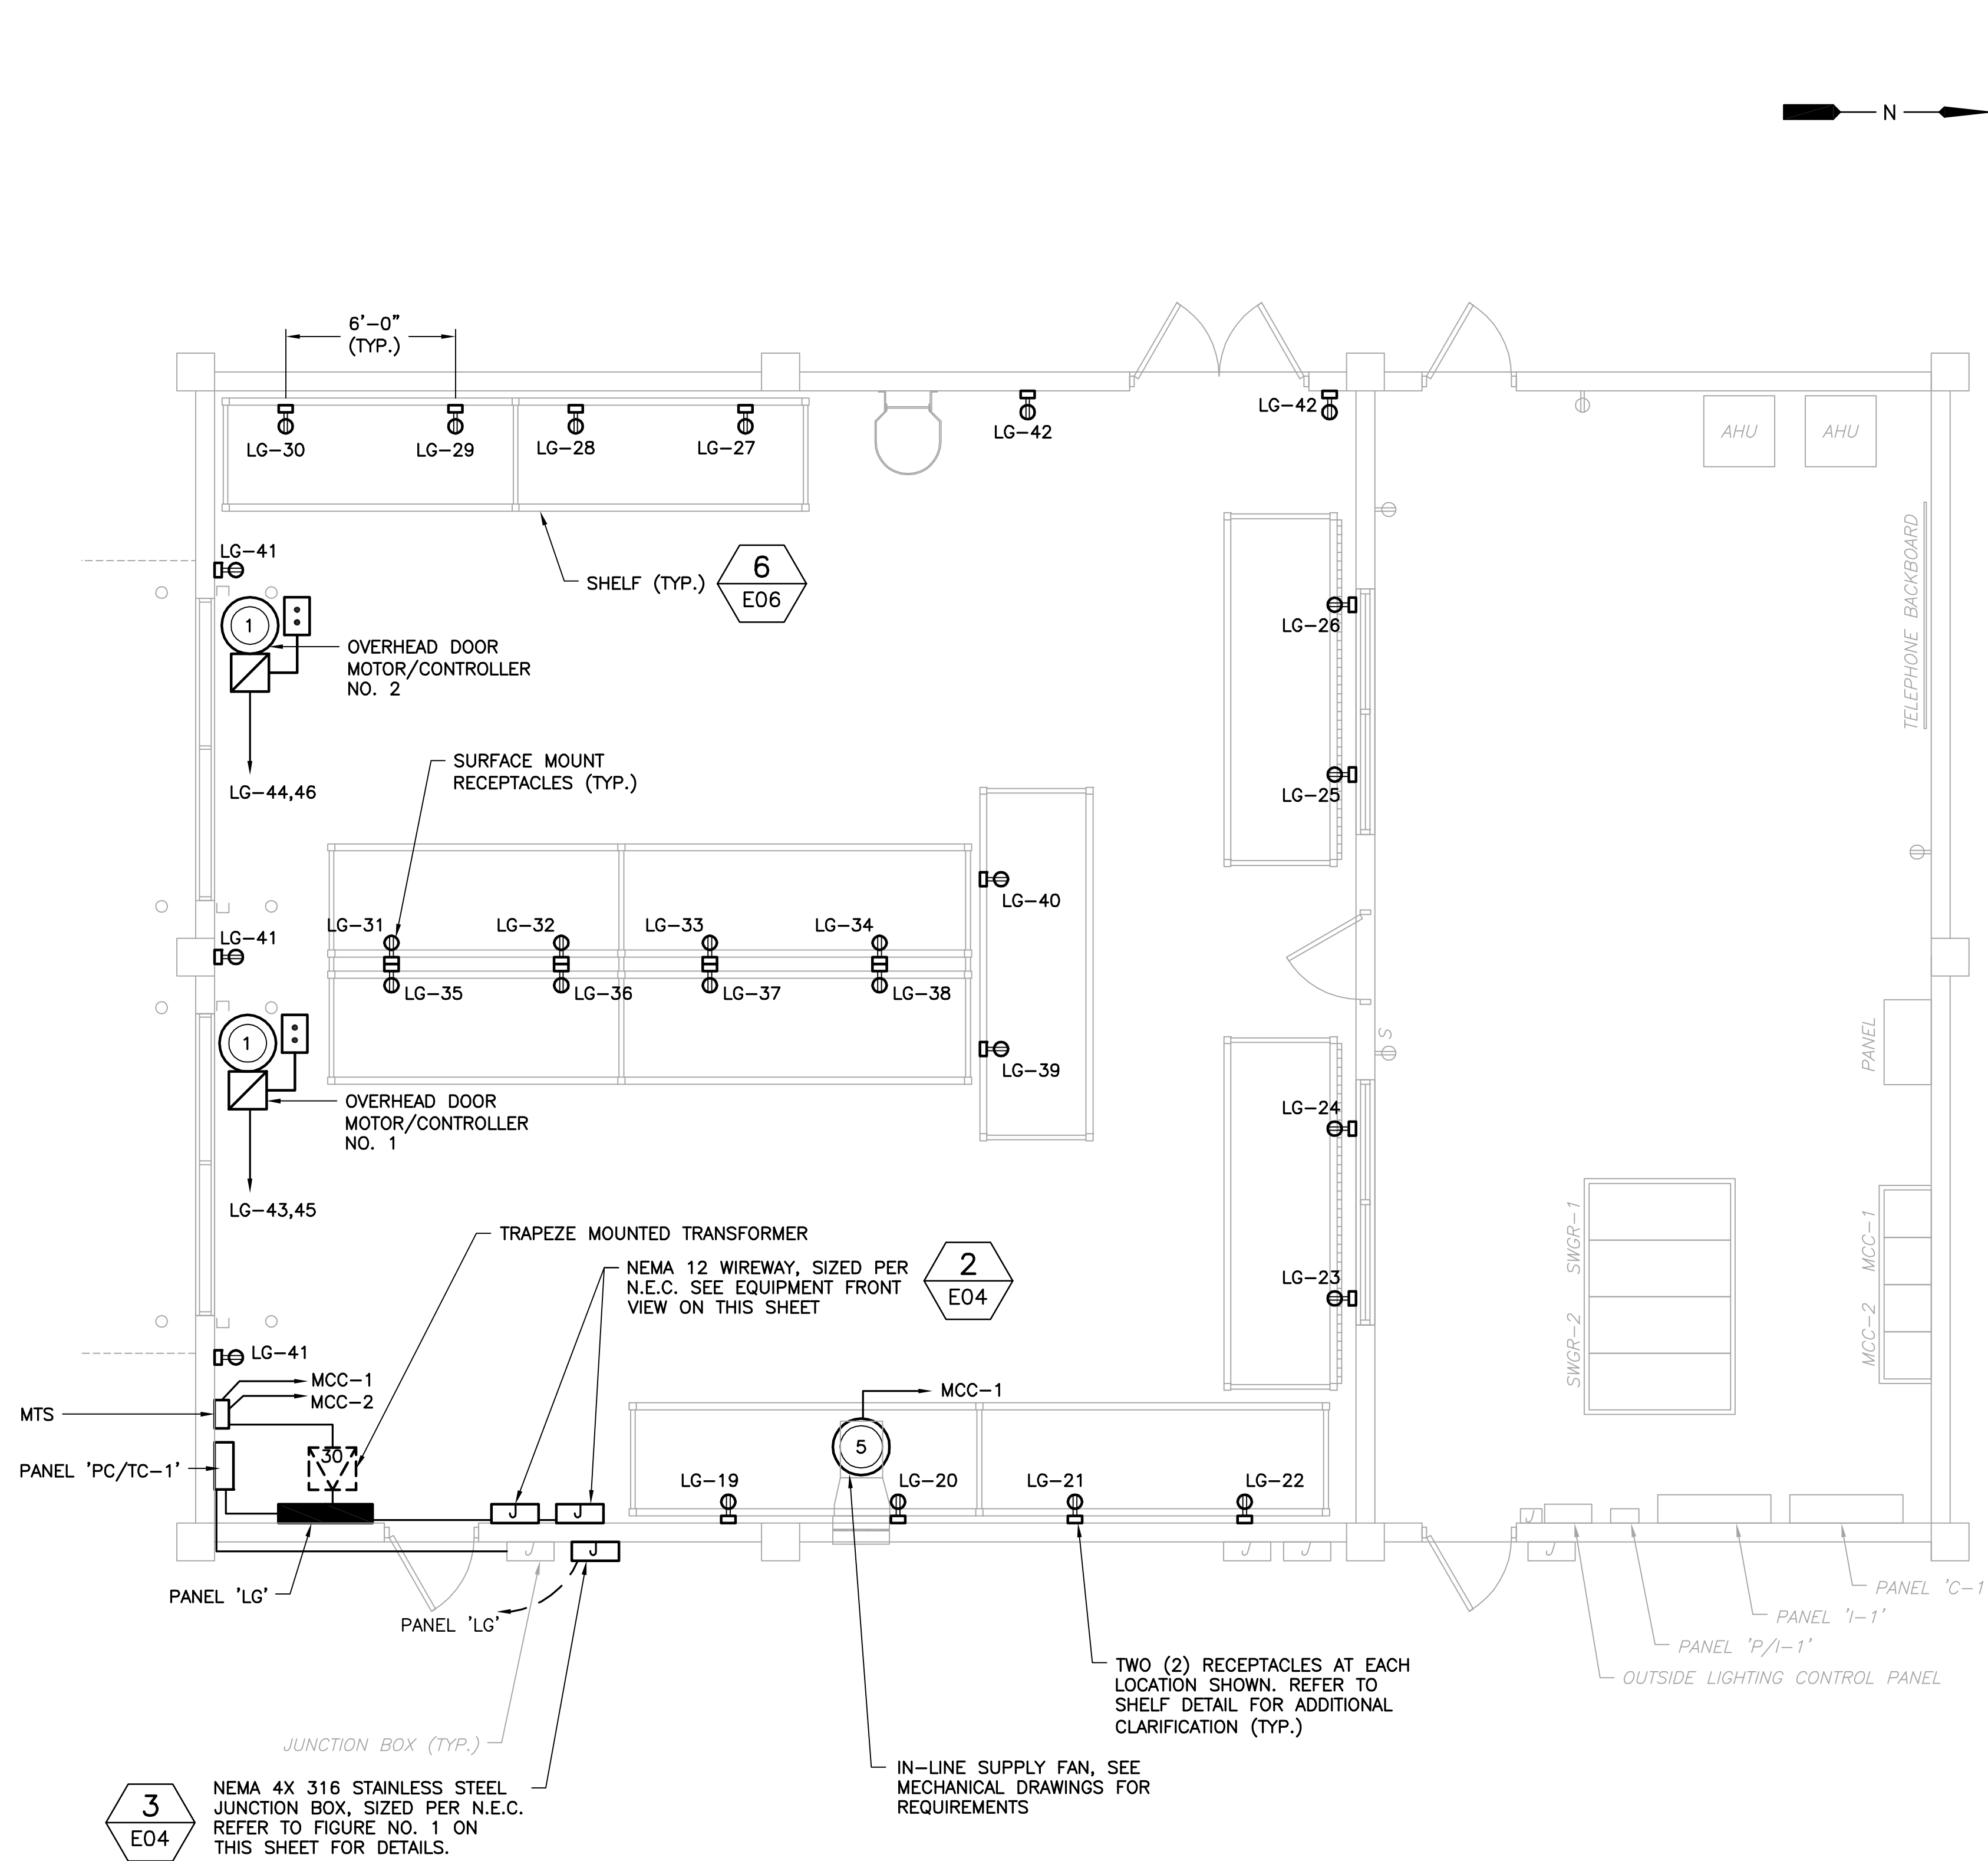 N
6'-0"
(TYP.)
LG-30
LG-29
LG-28
LG-27
LG-42
LG-42
AHU
AHU
LG-41
SHELF (TYP.)
6
E06
TELEPHONE BACKBOARD
1
OVERHEAD DOOR
MOTOR/CONTROLLER
NO. 2
LG-26
LG-44,46
SURFACE MOUNT
RECEPTACLES (TYP.)
LG-25
LG-40
LG-31
LG-32
LG-33
LG-34
LG-41
LG-35
LG-36
LG-37
LG-38
S
PANEL
1
LG-39
OVERHEAD DOOR
MOTOR/CONTROLLER
NO. 1
LG-24
LG-43,45
TRAPEZE MOUNTED TRANSFORMER
NEMA 12 WIREWAY, SIZED PER
N.E.C. SEE EQUIPMENT FRONT
VIEW ON THIS SHEET
2
E04
LG-23
SWGR-1
SWGR-2
MCC-1
MCC-2
LG-41
MCC-1
MCC-2
MTS
MCC-1
PANEL 'PC/TC-1'
30
5
LG-19
LG-20
LG-21
LG-22
J
J
J
J
J
J
J
J
PANEL 'LG'
PANEL 'LG'
PANEL 'C-1
PANEL 'I-1'
PANEL 'P/I-1'
OUTSIDE LIGHTING CONTROL PANEL
TWO (2) RECEPTACLES AT EACH
LOCATION SHOWN. REFER TO
SHELF DETAIL FOR ADDITIONAL
CLARIFICATION (TYP.)
JUNCTION BOX (TYP.)
IN-LINE SUPPLY FAN, SEE
MECHANICAL DRAWINGS FOR
REQUIREMENTS
3
E04
NEMA 4X 316 STAINLESS STEEL
JUNCTION BOX, SIZED PER N.E.C.
REFER TO FIGURE NO. 1 ON
THIS SHEET FOR DETAILS.